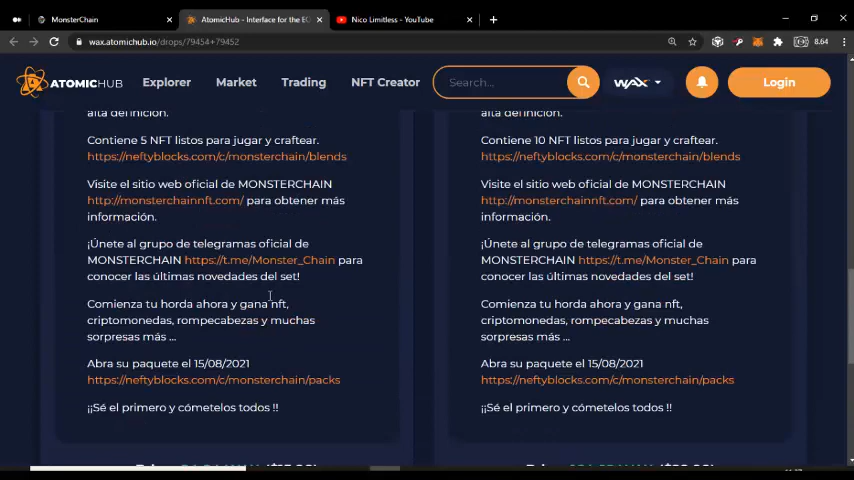 MonsterChain
AtomicHub - Interface for the EO
Nico Limitless - YouTube
wax.atomichub.io/drops/79454+79452
8.64
ATOMICHUB
Explorer
Market
Trading
NFT Creator
Search...
WAX
Login
alta definición.
Contiene 5 NFT listos para jugar y craftear.
https://neftyblocks.com/c/monsterchain/blends
Visite el sitio web oficial de MONSTERCHAIN
http://monsterchainnft.com/ para obtener más
información.
¡Únete al grupo de telegramas oficial de
MONSTERCHAIN https://t.me/Monster_Chain para
conocer las últimas novedades del set!
Comienza tu horda ahora y gana nft,
criptomonedas, rompecabezas y muchas
sorpresas más ...
Abra su paquete el 15/08/2021
https://neftyblocks.com/c/monsterchain/packs
¡¡Sé el primero y cómetelos todos !!
alta definición.
Contiene 10 NFT listos para jugar y craftear.
https://neftyblocks.com/c/monsterchain/blends
Visite el sitio web oficial de MONSTERCHAIN
http://monsterchainnft.com/ para obtener más
información.
¡Únete al grupo de telegramas oficial de
MONSTERCHAIN https://t.me/Monster_Chain para
conocer las últimas novedades del set!
Comienza tu horda ahora y gana nft,
criptomonedas, rompecabezas y muchas
sorpresas más ...
Abra su paquete el 15/08/2021
https://neftyblocks.com/c/monsterchain/packs
¡¡Sé el primero y cómetelos todos !!